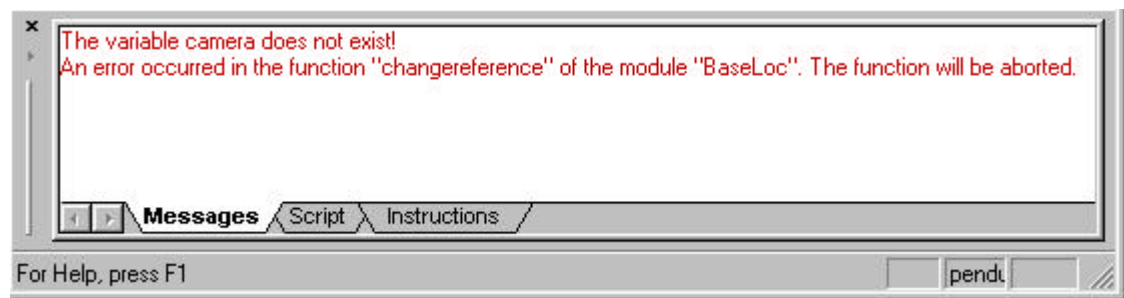 The variable camera does not exist!
An error occurred in the function "changereference" of the module "BaseLoc". The function will be aborted.
Messages Script Instructions
For Help, press F1 pendu